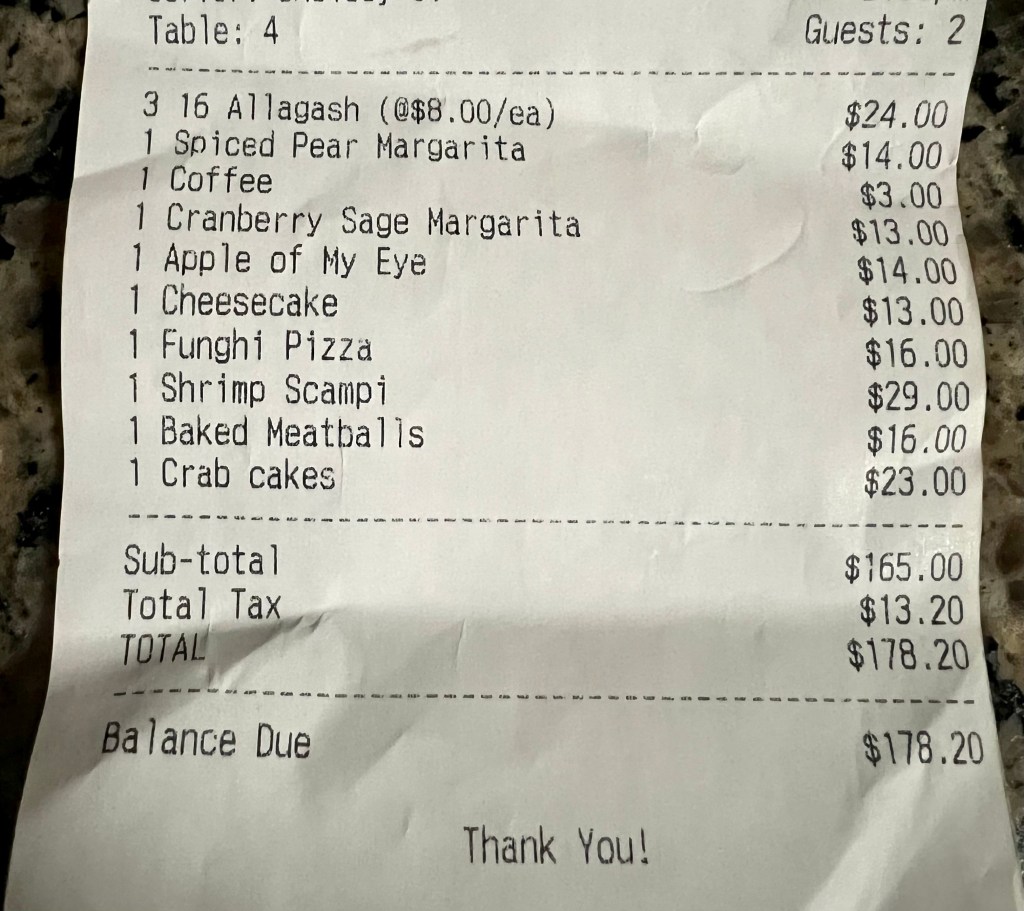 Table: 4 Guests: 2
3 16 Allagash (@$8.00/ea) $24.00
1 Spiced Pear Margarita $14.00
1 Coffee $3.00
1 Cranberry Sage Margarita $13.00
1 Apple of My Eye $14.00
1 Cheesecake $13.00
1 Funghi Pizza $16.00
1 Shrimp Scampi $29.00
1 Baked Meatballs $16.00
1 Crab cakes $23.00
Sub-total $165.00
Total Tax $13.20
TOTAL $178.20
Balance Due $178.20
Thank You!